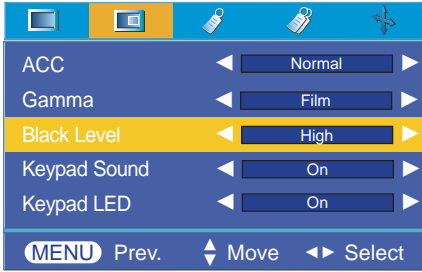 ACC Normal
Gamma Film
Black Level High
Keypad Sound On
Keypad LED On
MENU Prev. Move Select